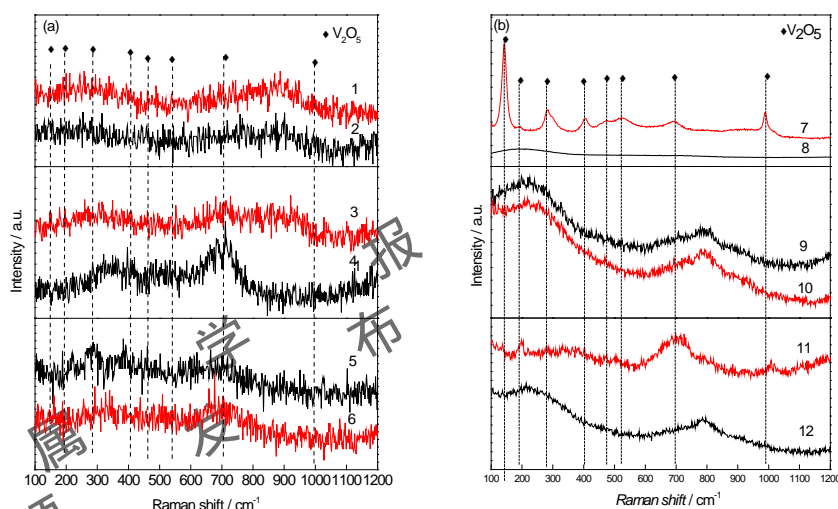 (a)
◆V₂O₅
1
2
3
4
5
6
Intensity / a.u.
100 200 300 400 500 600 700 800 900 1000 1100 1200
Raman shift / cm⁻¹
(b)
◆V₂O₅
7
8
9
10
11
12
Intensity / a.u.
100 200 300 400 500 600 700 800 900 1000 1100 1200
Raman shift / cm⁻¹
报
学 布
属 发